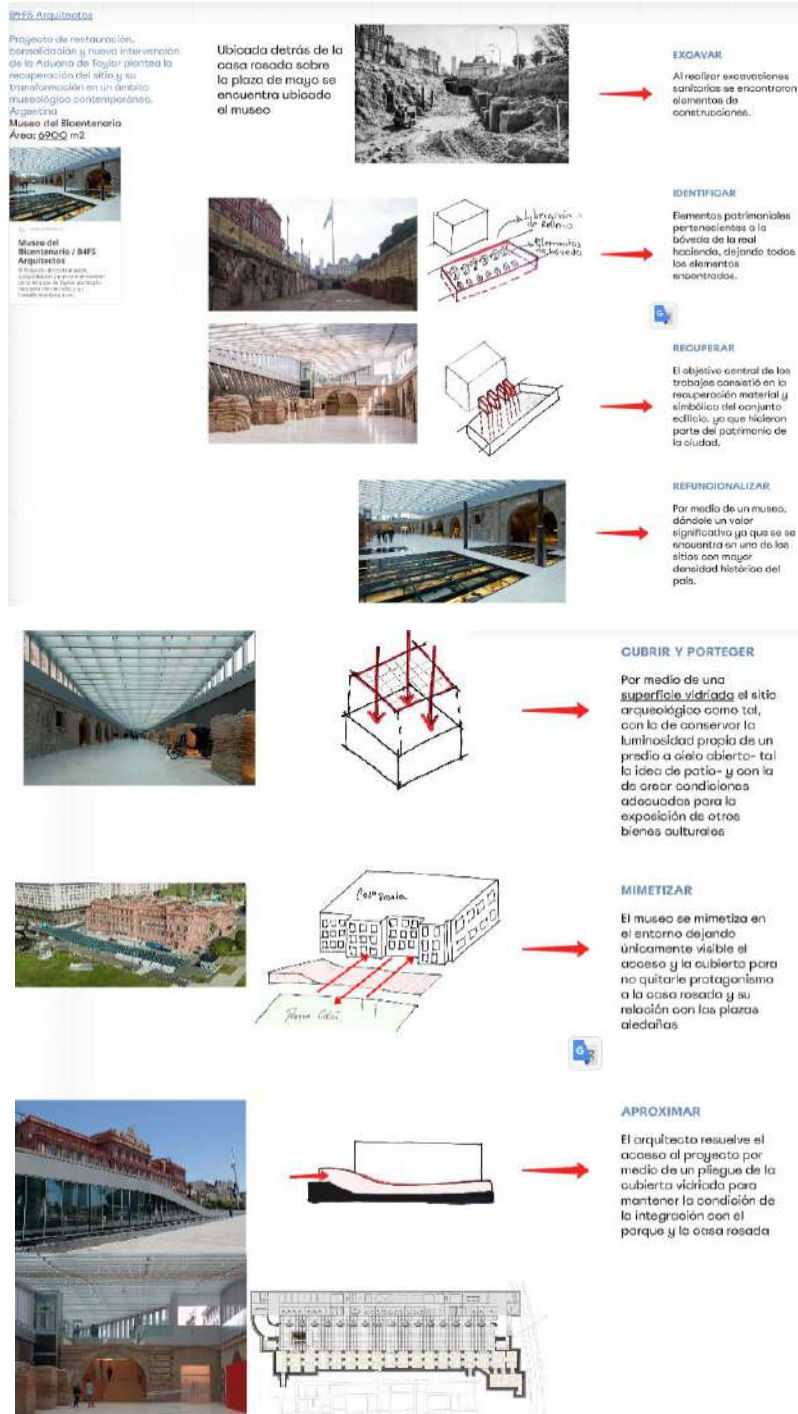 B4FS Arquitectos
Proyecto de restauración,
consolidación y nueva intervención
de la Aduana de Taylor plantea la
recuperación del sitio y su
transformación en un ámbito
museológico contemporáneo,
Argentina
Museo del Bicentenario
Área: 6900 m2
Museo del
Bicentenario / B4FS
Arquitectos
Ubicada detrás de la
casa rosada sobre
la plaza de mayo se
encuentra ubicado
el museo
EXCAVAR
Al realizar excavaciones
sanitarias se encontraron
elementos de
construcciones.
Liberación
de Relleno
Elementos
de bóveda
IDENTIFICAR
Elementos patrimoniales
pertenecientes a la
bóveda de la real
hacienda, dejando todos
los elementos
encontrados.
RECUPERAR
El objetivo central de los
trabajos consistió en la
recuperación material y
simbólica del conjunto
edilicio, ya que hicieron
parte del patrimonio de
la ciudad.
REFUNCIONALIZAR
Por medio de un museo,
dándole un valor
significativo ya que se se
encuentra en uno de los
sitios con mayor
densidad histórica del
país.
CUBRIR Y PORTEGER
Por medio de una
superficie vidriada el sitio
arqueológico como tal,
con la de conservar la
luminosidad propia de un
predio a cielo abierto- tal
la idea de patio- y con la
de crear condiciones
adecuadas para la
exposición de otros
bienes culturales
Casa Rosada
Parque Colón
MIMETIZAR
El museo se mimetiza en
el entorno dejando
únicamente visible el
acceso y la cubierta para
no quitarle protagonismo
a la casa rosada y su
relación con las plazas
aledañas
APROXIMAR
El arquitecto resuelve el
acceso al proyecto por
medio de un pliegue de la
cubierta vidriada para
mantener la condición de
la integración con el
parque y la casa rosada